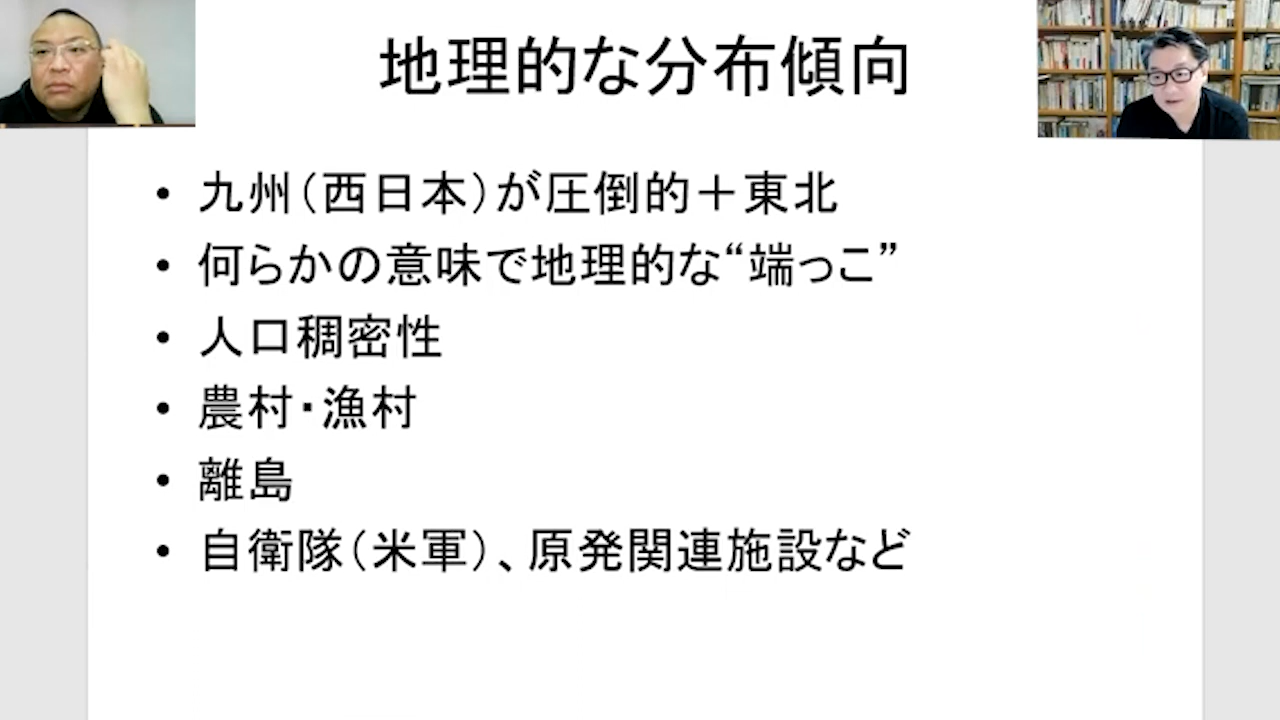 地理的な分布傾向
• 九州（西日本）が圧倒的＋東北
• 何らかの意味で地理的な“端っこ”
• 人口稠密性
• 農村・漁村
• 離島
• 自衛隊（米軍）、原発関連施設など